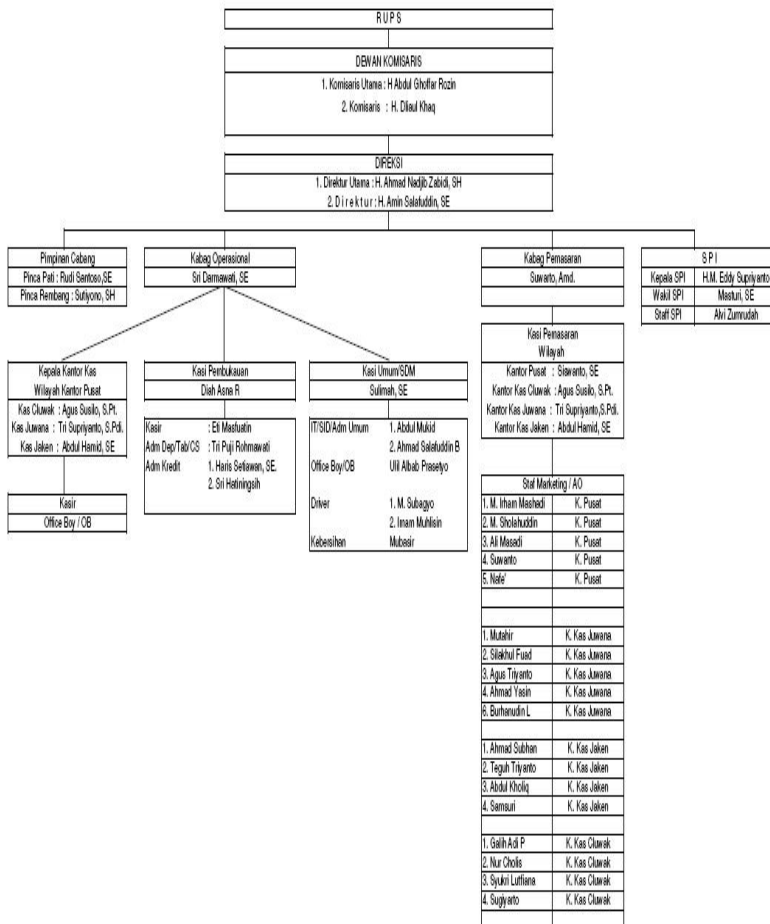 R U P S
DEWAN KOMISARIS
1. Komisaris Utama : H Abdul Ghoffar Rozin
2. Komisaris : H. Dliaul Khaq
DIREKSI
1. Direktur Utama : H. Ahmad Nadjib Zabidi, SH
2. D i r e k t u r : H. Amin Salafuddin, SE
Pimpinan Cabang
Pinca Pati : Rudi Santoso,SE
Pinca Rembang : Sutiyono, SH
Kabag Operasional
Sri Darmawati, SE
Kabag Pemasaran
Suwarto, Amd.
S P I
Kepala SPI H.M. Eddy Supriyanto
Wakil SPI Masturi, SE
Staff SPI Alvi Zumrudah
Kepala Kantor Kas
Wilayah Kantor Pusat
Kas Cluwak : Agus Susilo, S.Pt.
Kas Juwana : Tri Supriyanto, S.Pdi.
Kas Jaken : Abdul Hamid, SE
Kasir
Office Boy / OB
Kasi Pembukuan
Diah Asna R
Kasir : Eti Masfuatin
Adm Dep/Tab/CS : Tri Puji Rohmawati
Adm Kredit 1. Haris Setiawan, SE.
2. Sri Hatiningsih
Kasi Umum/SDM
Sulimah, SE
IT/SID/Adm Umum 1. Abdul Mukid
2. Ahmad Salafuddin B
Office Boy/OB Ulil Albab Prasetyo
Driver 1. M. Subagyo
2. Imam Muhlisin
Kebersihan Mubasir
Kasi Pemasaran
Wilayah
Kantor Pusat : Siswanto, SE
Kantor Kas Cluwak : Agus Susilo, S.Pt.
Kantor Kas Juwana : Tri Supriyanto,S.Pdi.
Kantor Kas Jaken : Abdul Hamid, SE
Staf Marketing / AO
1. M. Irham Mashadi K. Pusat
2. M. Sholahuddin K. Pusat
3. Ali Masadi K. Pusat
4. Suwanto K. Pusat
5. Nafe' K. Pusat
1. Mutahir K. Kas Juwana
2. Silakhul Fuad K. Kas Juwana
3. Agus Triyanto K. Kas Juwana
4. Ahmad Yasin K. Kas Juwana
6. Burhanudin L K. Kas Juwana
1. Ahmad Subhan K. Kas Jaken
2. Teguh Triyanto K. Kas Jaken
3. Abdul Kholiq K. Kas Jaken
4. Samsuri K. Kas Jaken
1. Galih Adi P K. Kas Cluwak
2. Nur Cholis K. Kas Cluwak
3. Syukri Lutfiana K. Kas Cluwak
4. Sugiyarto K. Kas Cluwak